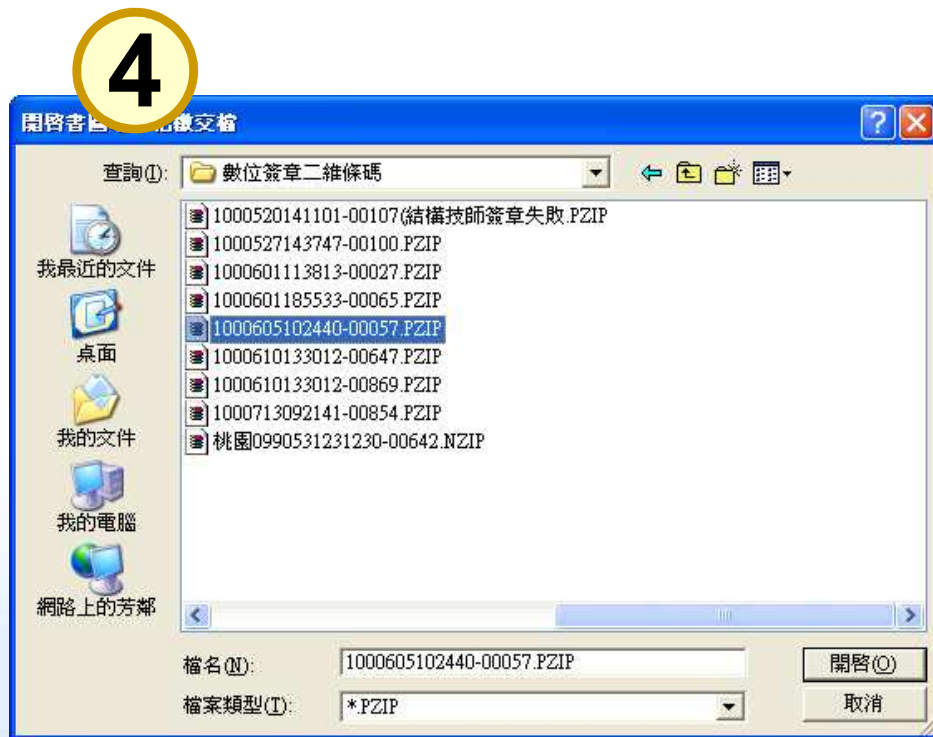 4
開啓書
繳交檔
查詢(I):
數位簽章二維條碼
1000520141101-00107(結構技師簽章失敗.PZIP
1000527143747-00100.PZIP
1000601113813-00027.PZIP
1000601185533-00065.PZIP
1000605102440-00057.PZIP
1000610133012-00647.PZIP
1000610133012-00869.PZIP
1000713092141-00854.PZIP
桃園0990531231230-00642.NZIP
我最近的文件
桌面
我的文件
我的電腦
網路上的芳鄰
檔名(N):
1000605102440-00057.PZIP
開啓(O)
檔案類型(T):
*.PZIP
取消